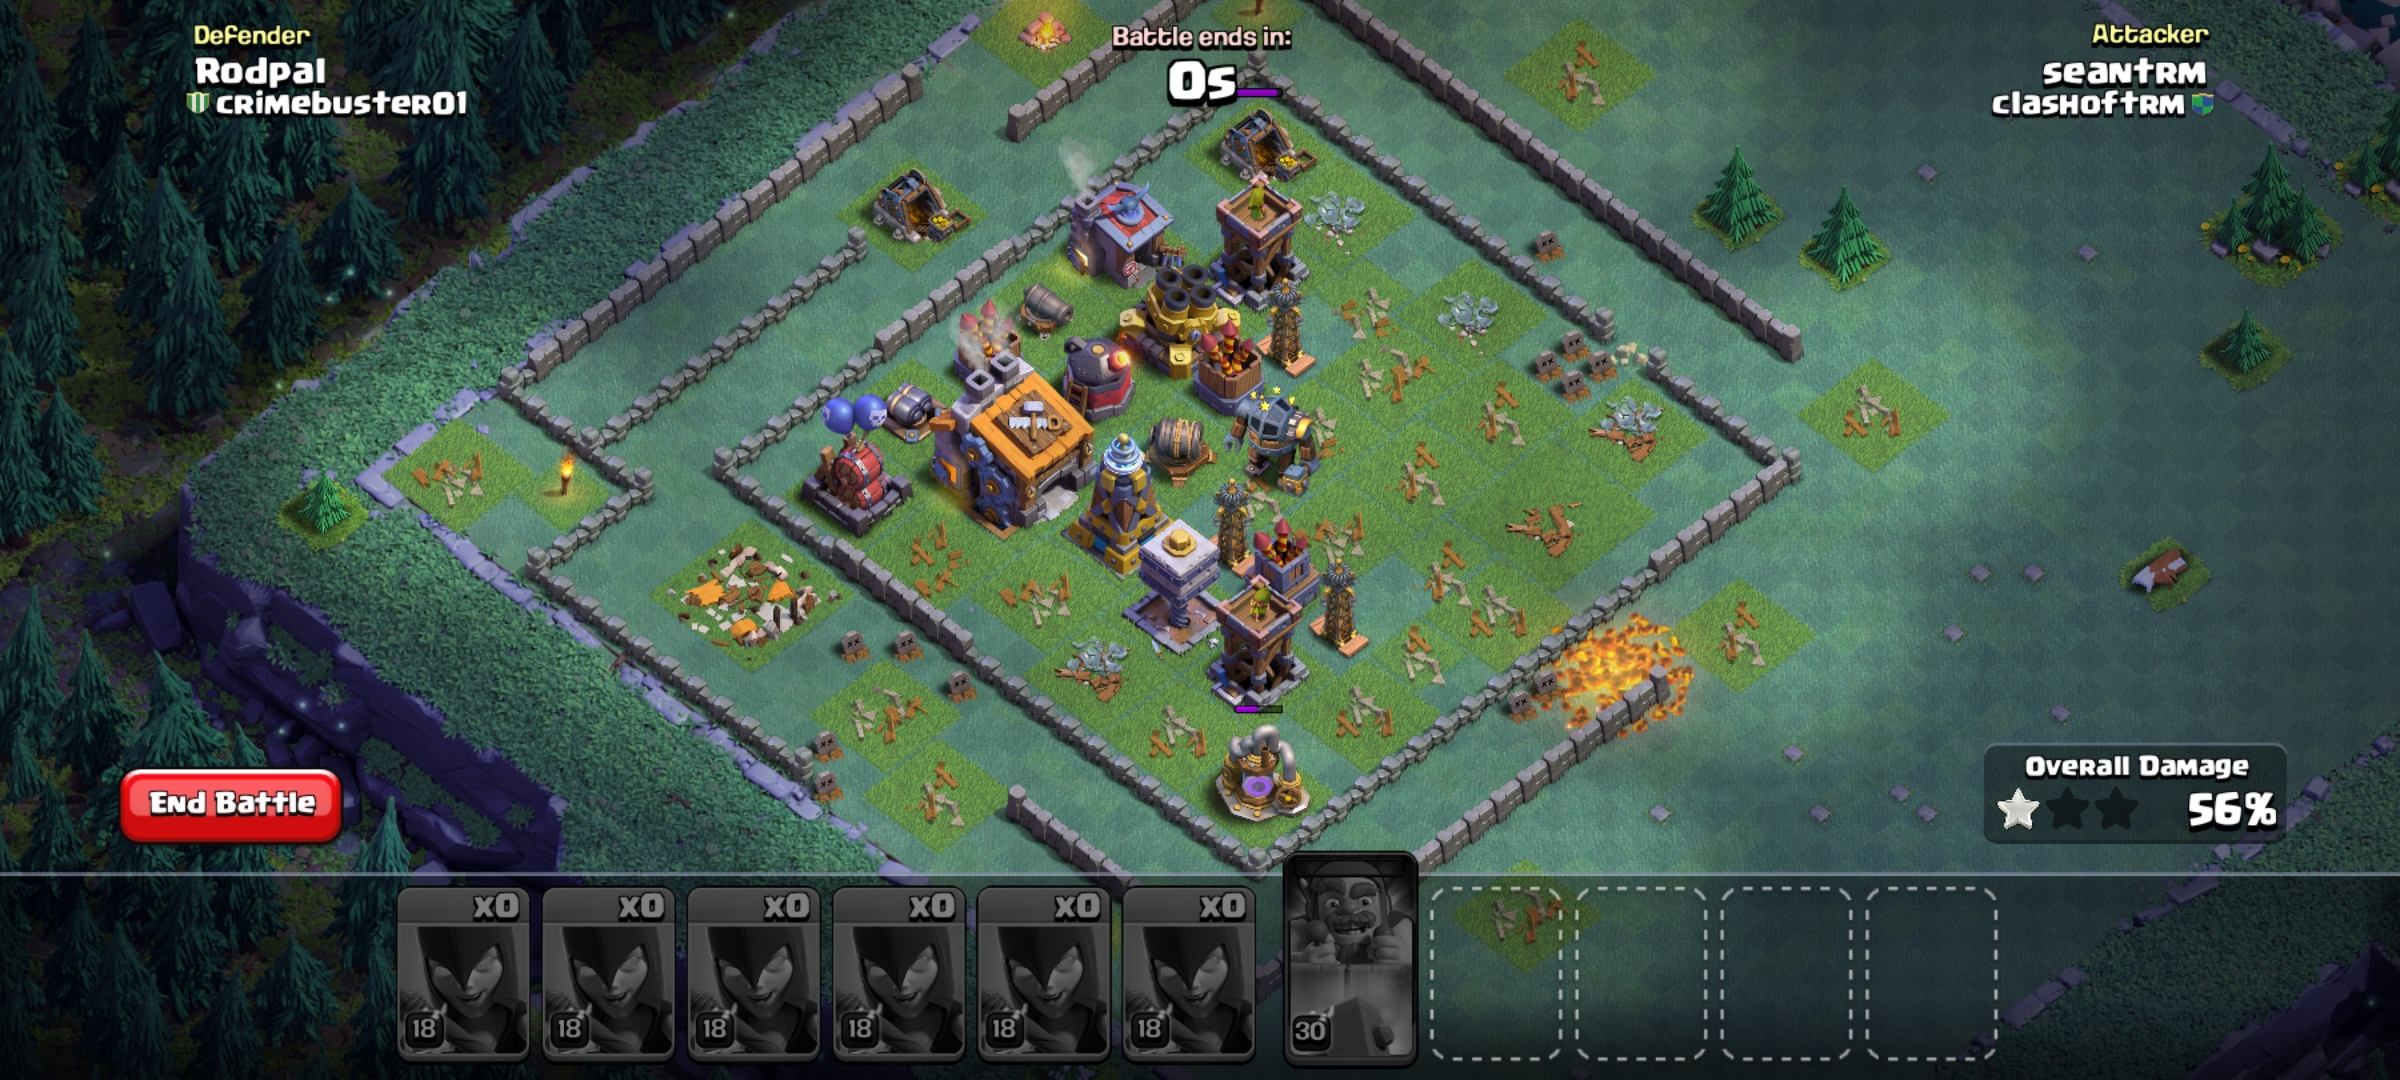 Defender
Rodpal
crimebuster01
Battle ends in:
0s
Attacker
seantrm
clashoftrm
End Battle
Overall Damage
56%
x0
x0
x0
x0
x0
x0
18
18
18
18
18
18
30